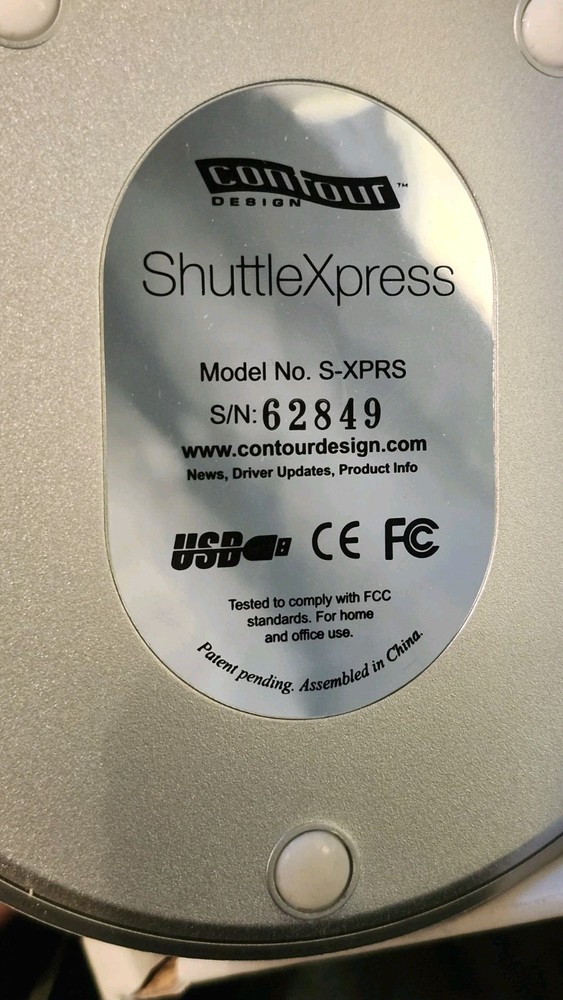 contour™
DESIGN
ShuttleXpress
Model No. S-XPRS
S/N: 62849
www.contourdesign.com
News, Driver Updates, Product Info
USB CE FC
Tested to comply with FCC
standards. For home
and office use.
Patent pending. Assembled in China.